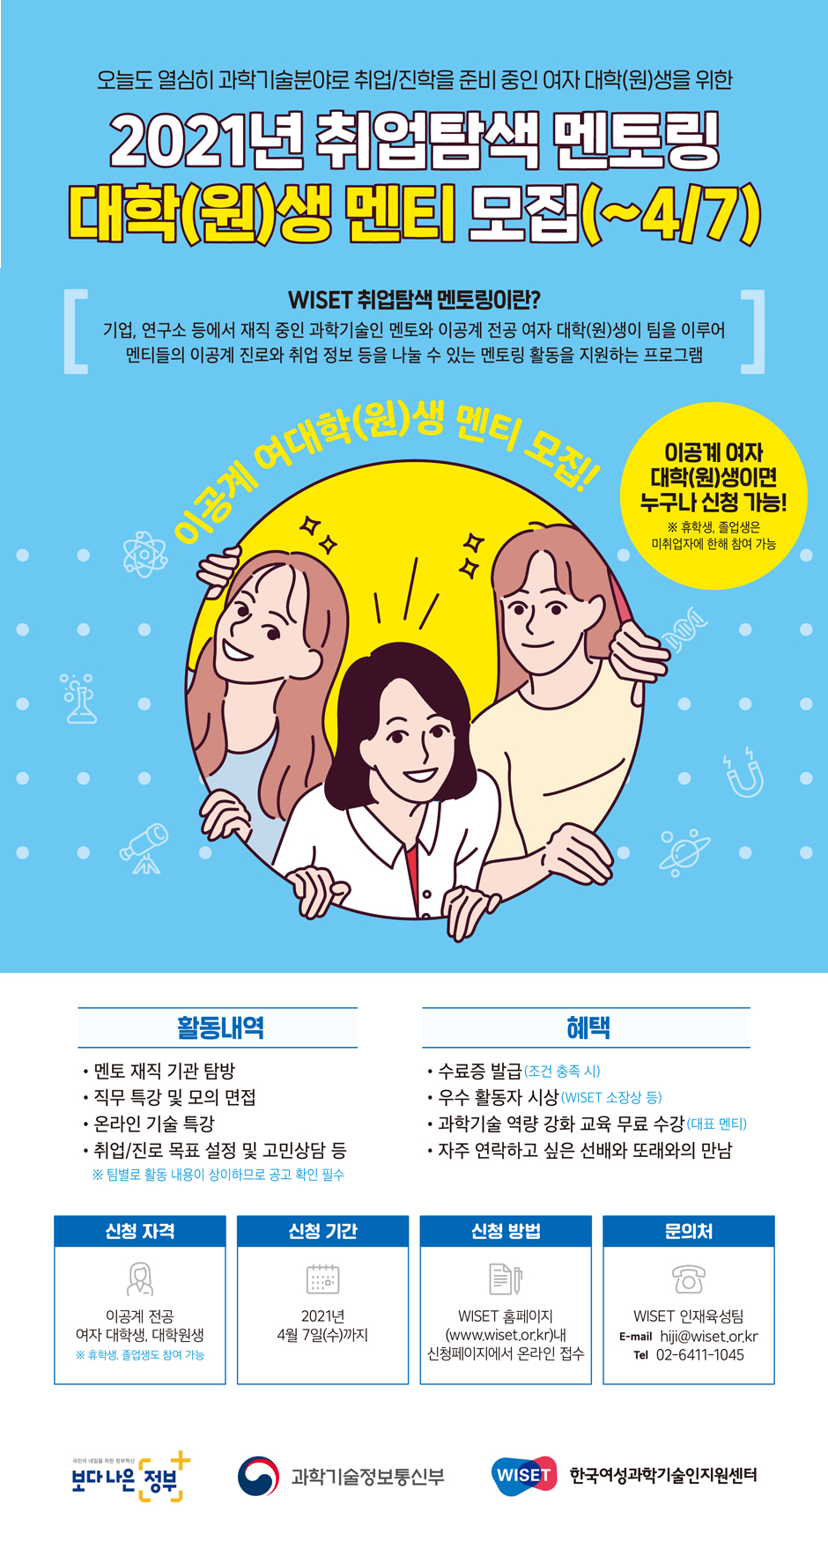 오늘도 열심히 과학기술분야로 취업/진학을 준비 중인 여자 대학(원)생을 위한
2021년 취업탐색 멘토링
대학(원)생 멘티 모집(~4/7)
WISET 취업탐색 멘토링이란?
기업, 연구소 등에서 재직 중인 과학기술인 멘토와 이공계 전공 여자 대학(원)생이 팀을 이루어
멘티들의 이공계 진로와 취업 정보 등을 나눌 수 있는 멘토링 활동을 지원하는 프로그램
이공계 여대학(원)생 멘티 모집!
이공계 여자
대학(원)생이면
누구나 신청 가능!
※ 휴학생, 졸업생은
미취업자에 한해 참여 가능
활동내역
• 멘토 재직 기관 탐방
• 직무 특강 및 모의 면접
• 온라인 기술 특강
• 취업/진로 목표 설정 및 고민상담 등
※ 팀별로 활동 내용이 상이하므로 공고 확인 필수
혜택
• 수료증 발급(조건 충족 시)
• 우수 활동자 시상(WISET 소장상 등)
• 과학기술 역량 강화 교육 무료 수강(대표 멘티)
• 자주 연락하고 싶은 선배와 또래와의 만남
신청 자격
이공계 전공
여자 대학생, 대학원생
※ 휴학생, 졸업생도 참여 가능
신청 기간
2021년
4월 7일(수)까지
신청 방법
WISET 홈페이지
(www.wiset.or.kr)내
신청페이지에서 온라인 접수
문의처
WISET 인재육성팀
E-mail hiji@wiset.or.kr
Tel 02-6411-1045
국민의 내일을 위한 정부혁신
보다 나은 정부
과학기술정보통신부
WISET 한국여성과학기술인지원센터